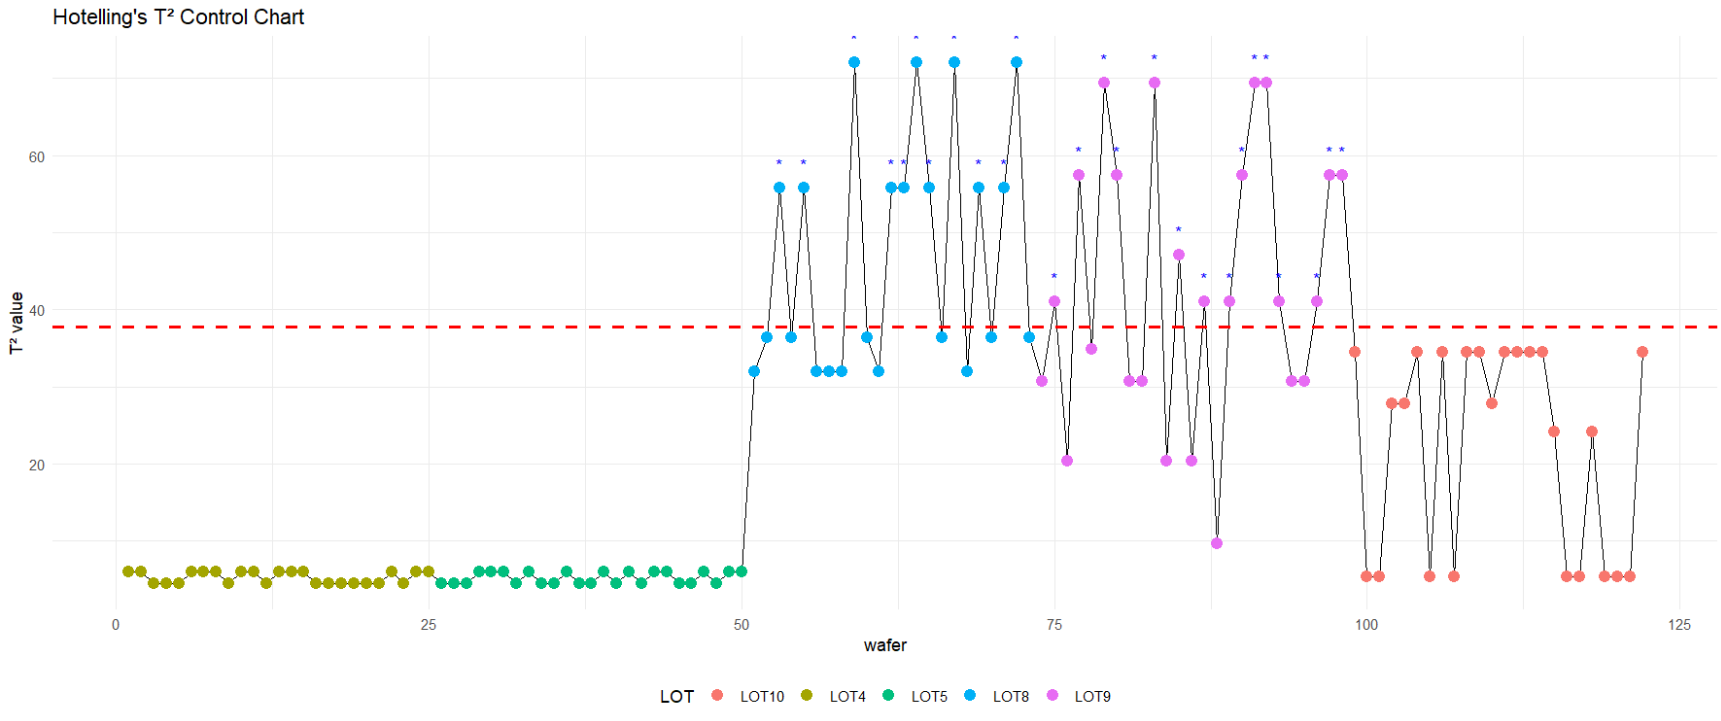 Hotelling's T² Control Chart
* * * *
* * * *
* * * * * * * *
* * * * *
*
* * * * *
60
40
20
T² value
0 25 50 75 100 125
wafer
LOT LOT10 LOT4 LOT5 LOT8 LOT9